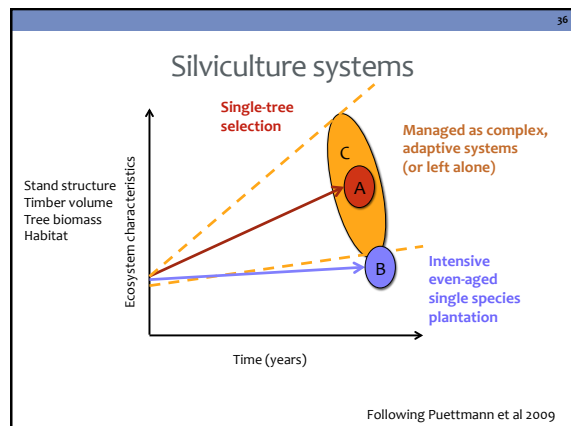 36
Silviculture systems
Single-tree
selection
Managed as complex,
adaptive systems
(or left alone)
C
A
B
Stand structure
Timber volume
Tree biomass
Habitat
Ecosystem characteristics
Intensive
even-aged
single species
plantation
Time (years)
Following Puettmann et al 2009